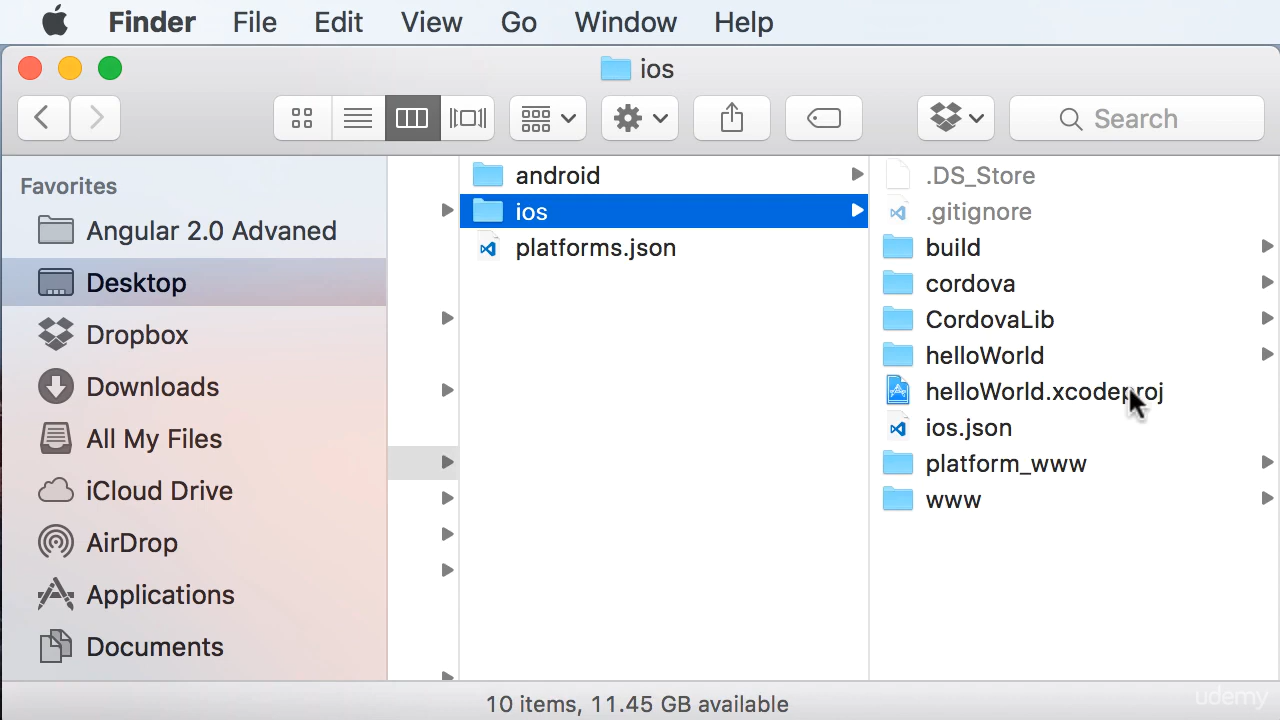 Finder File Edit View Go Window Help
ios
Search
Favorites
Angular 2.0 Advaned
Desktop
Dropbox
Downloads
All My Files
iCloud Drive
AirDrop
Applications
Documents
android
ios
platforms.json
.DS_Store
.gitignore
build
cordova
CordovaLib
helloWorld
helloWorld.xcodeproj
ios.json
platform_www
www
10 items, 11.45 GB available
udemy